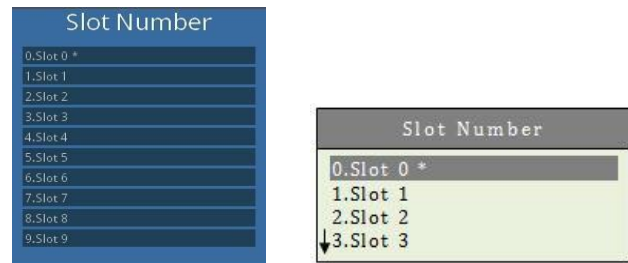 Slot Number
0.Slot 0 *
1.Slot 1
2.Slot 2
3.Slot 3
4.Slot 4
5.Slot 5
6.Slot 6
7.Slot 7
8.Slot 8
9.Slot 9
Slot Number
0.Slot 0 *
1.Slot 1
2.Slot 2
3.Slot 3